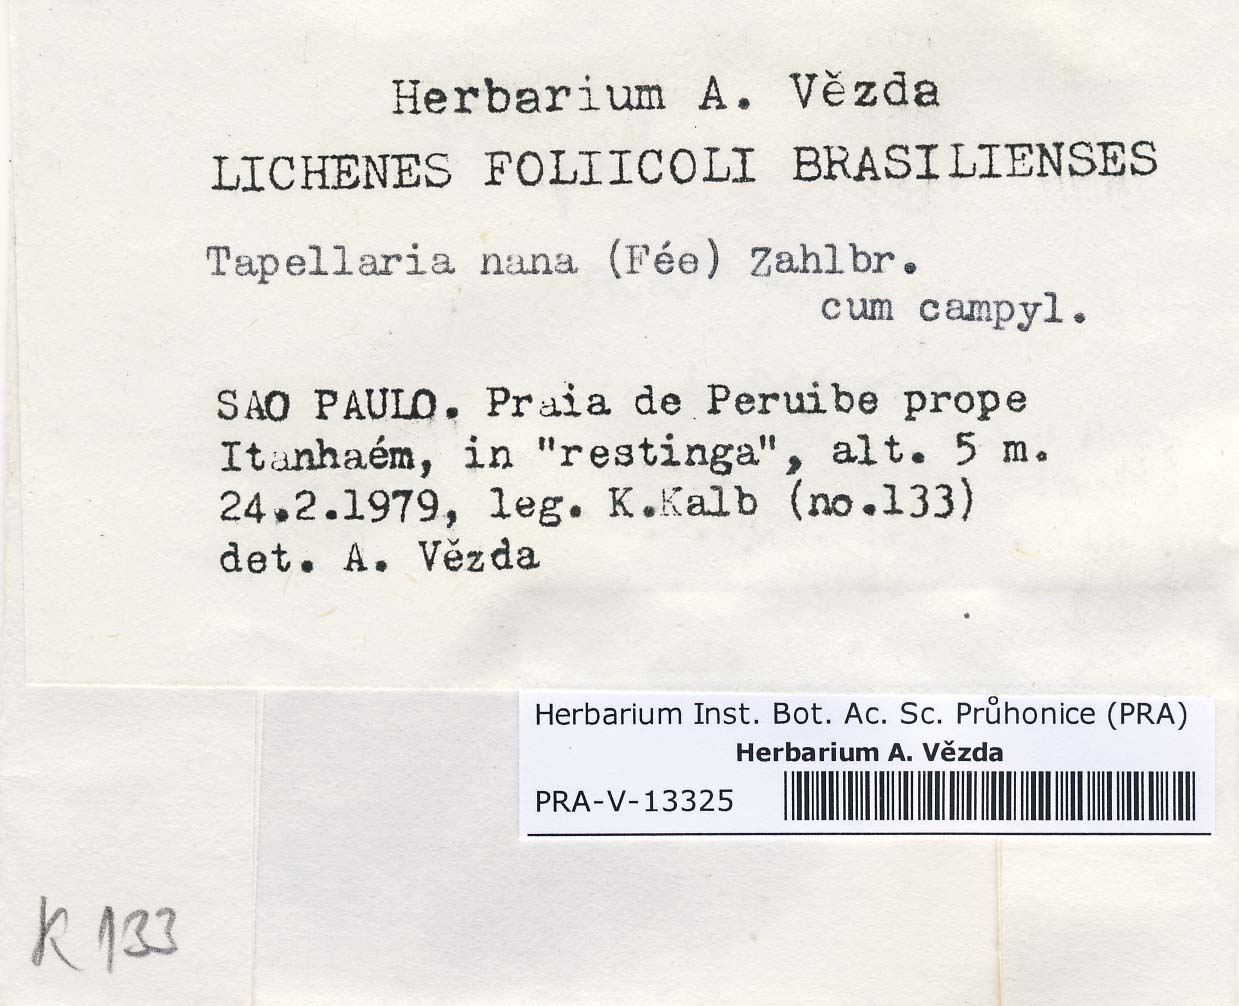 Herbarium A. Vězda
LICHENES FOLIICOLI BRASILIENSES
Tapellaria nana (Fée) Zahlbr.
cum campyl.
SAO PAULO. Praia de Peruibe prope
Itanhaém, in "restinga", alt. 5 m.
24.2.1979, leg. K.Kalb (no.133)
det. A. Vězda
Herbarium Inst. Bot. Ac. Sc. Průhonice (PRA)
Herbarium A. Vězda
PRA-V-13325
K 133